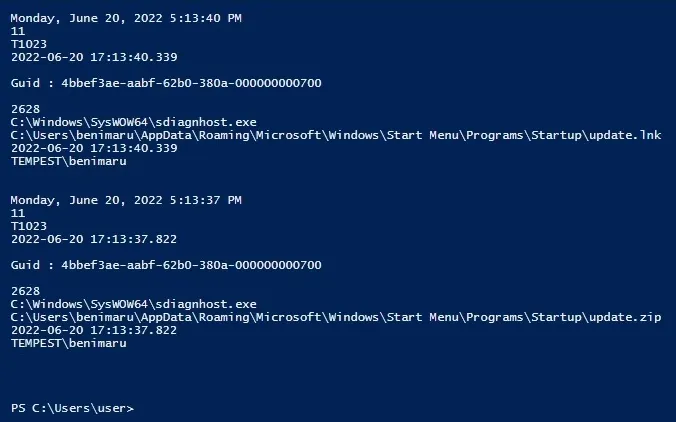 Monday, June 20, 2022 5:13:40 PM
11
T1023
2022-06-20 17:13:40.339
Guid : 4bbef3ae-aabf-62b0-380a-000000000700
2628
C:\Windows\SysWOW64\sdiagnhost.exe
C:\Users\benimaru\AppData\Roaming\Microsoft\Windows\Start Menu\Programs\Startup\update.lnk
2022-06-20 17:13:40.339
TEMPEST\benimaru
Monday, June 20, 2022 5:13:37 PM
11
T1023
2022-06-20 17:13:37.822
Guid : 4bbef3ae-aabf-62b0-380a-000000000700
2628
C:\Windows\SysWOW64\sdiagnhost.exe
C:\Users\benimaru\AppData\Roaming\Microsoft\Windows\Start Menu\Programs\Startup\update.zip
2022-06-20 17:13:37.822
TEMPEST\benimaru
PS C:\Users\user>